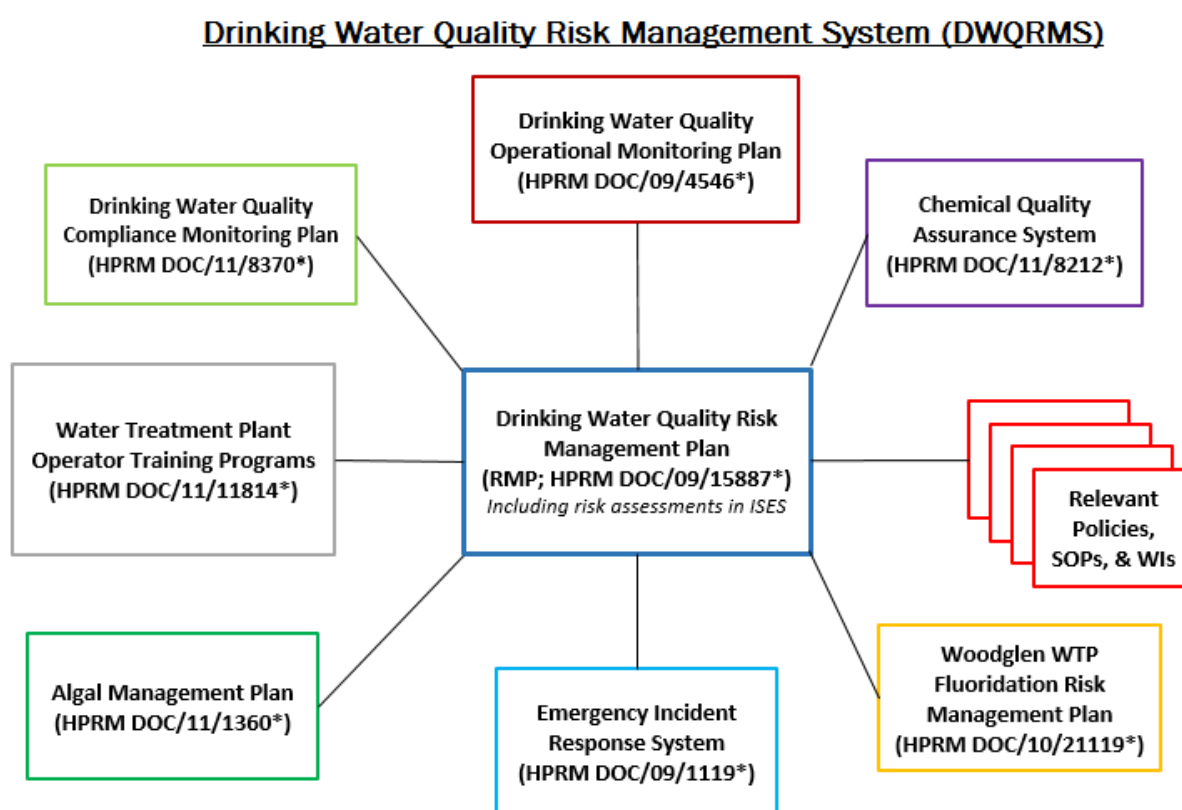 Drinking Water Quality Risk Management System (DWQRMS)
Drinking Water Quality
Operational Monitoring Plan
(HPRM DOC/09/4546*)
Drinking Water Quality
Compliance Monitoring Plan
(HPRM DOC/11/8370*)
Chemical Quality
Assurance System
(HPRM DOC/11/8212*)
Water Treatment Plant
Operator Training Programs
(HPRM DOC/11/11814*)
Drinking Water Quality Risk
Management Plan
(RMP; HPRM DOC/09/15887*)
Including risk assessments in ISES
Relevant
Policies,
SOPs, & WIs
Algal Management Plan
(HPRM DOC/11/1360*)
Emergency Incident
Response System
(HPRM DOC/09/1119*)
Woodglen WTP
Fluoridation Risk
Management Plan
(HPRM DOC/10/21119*)